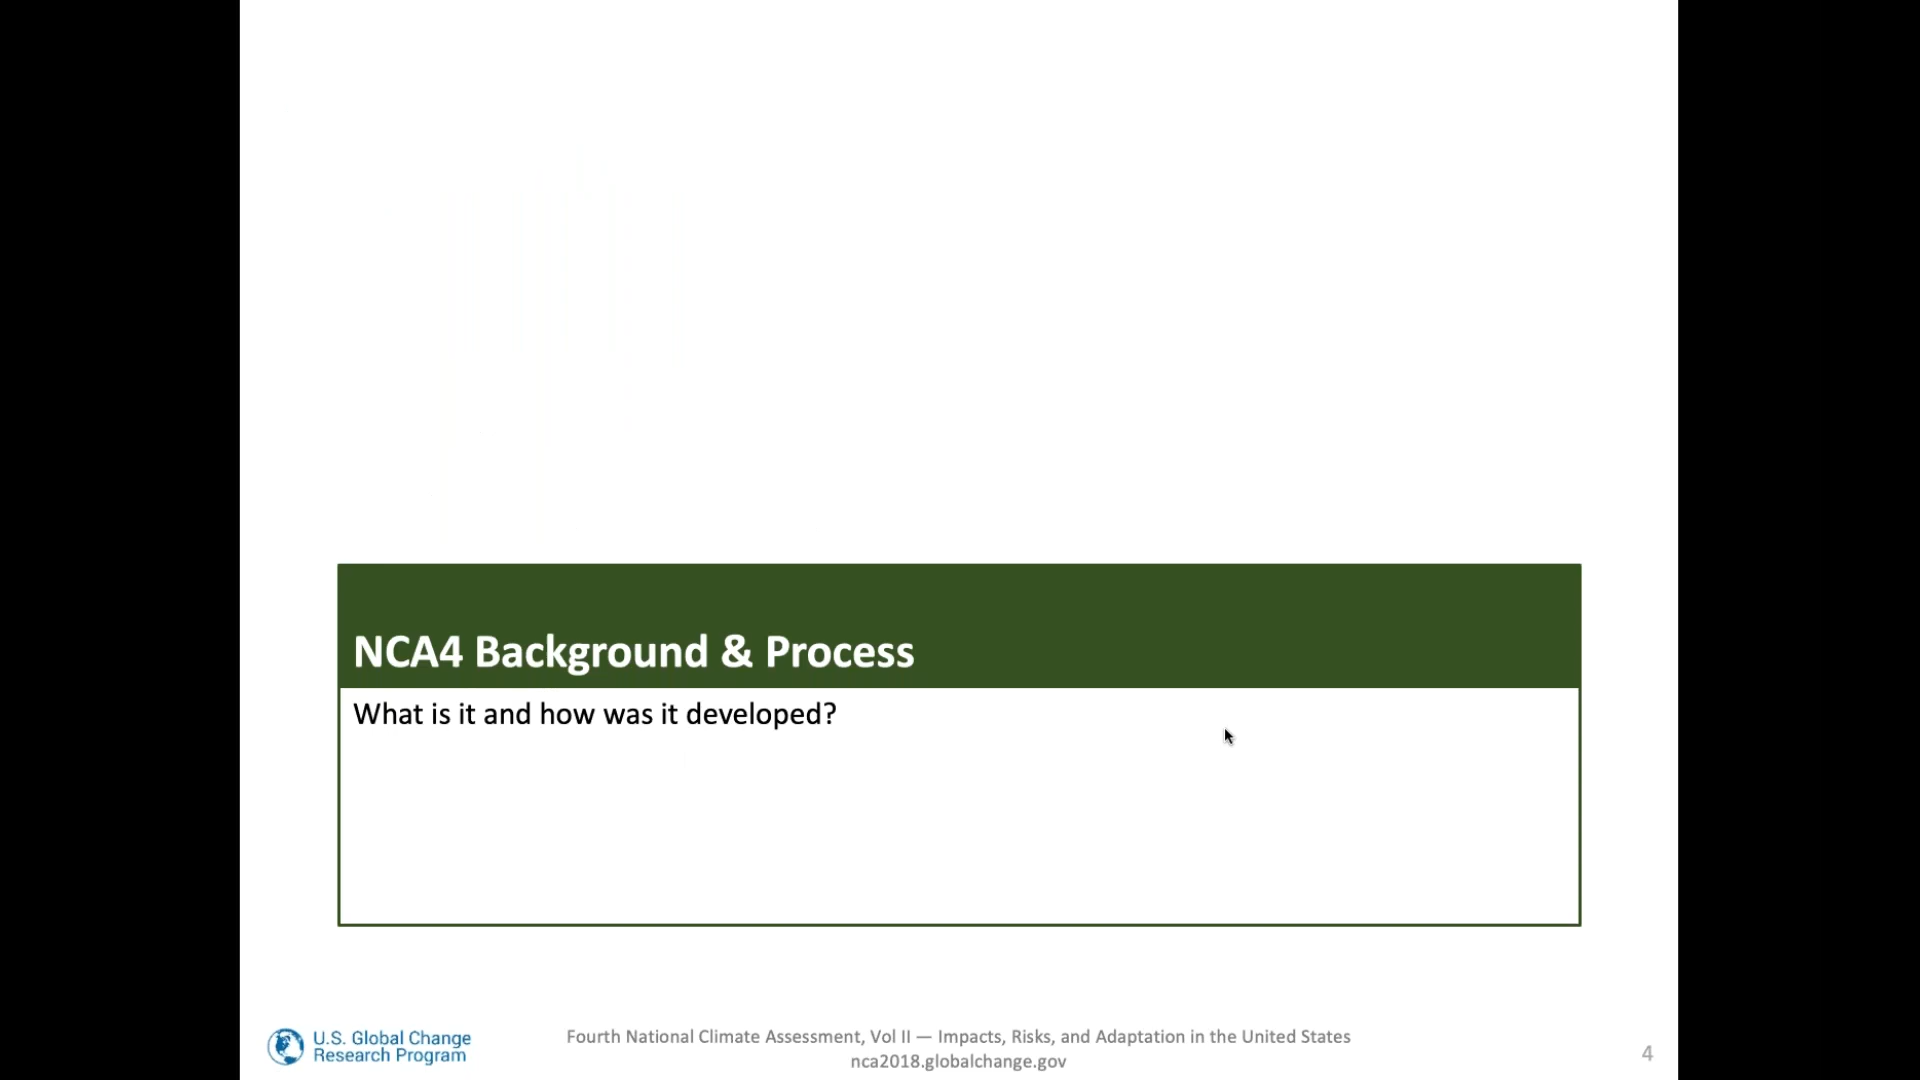 NCA4 Background & Process
What is it and how was it developed?
U.S. Global Change
Research Program
Fourth National Climate Assessment, Vol II — Impacts, Risks, and Adaptation in the United States
nca2018.globalchange.gov
4